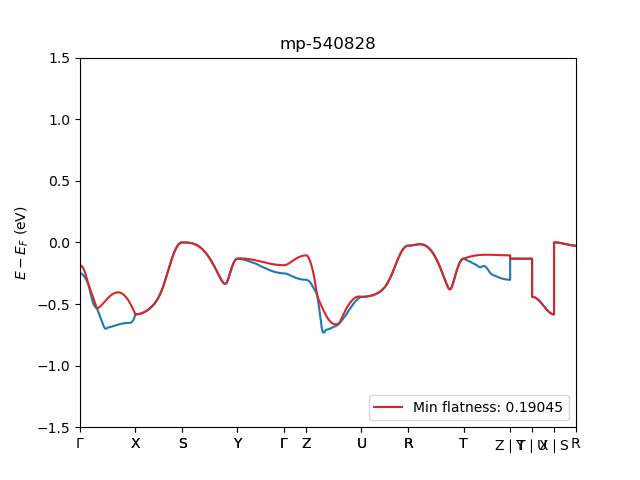 mp-540828
E − E_F (eV)
1.5
1.0
0.5
0.0
−0.5
−1.0
−1.5
Min flatness: 0.19045
Γ X S Y Γ Z U R T Z|Y T|U X|S R